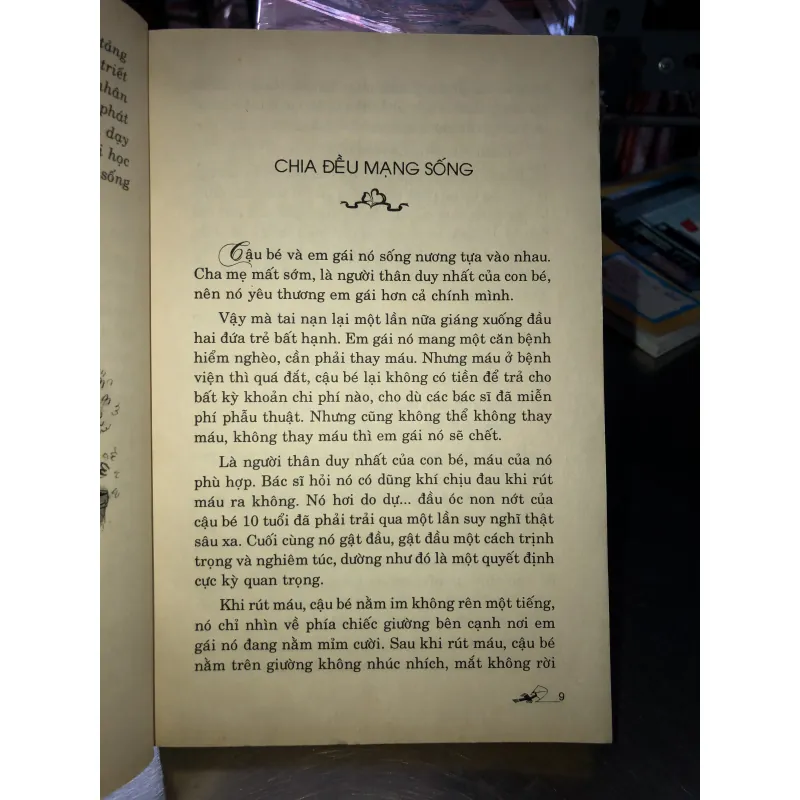 tảng
triết
nhân
phát
dạy
học
sống
CHIA ĐỀU MẠNG SỐNG
Cậu bé và em gái nó sống nương tựa vào nhau.
Cha mẹ mất sớm, là người thân duy nhất của con bé,
nên nó yêu thương em gái hơn cả chính mình.
Vậy mà tai nạn lại một lần nữa giáng xuống đầu
hai đứa trẻ bất hạnh. Em gái nó mang một căn bệnh
hiểm nghèo, cần phải thay máu. Nhưng máu ở bệnh
viện thì quá đắt, cậu bé lại không có tiền để trả cho
bất kỳ khoản chi phí nào, cho dù các bác sĩ đã miễn
phí phẫu thuật. Nhưng cũng không thể không thay
máu, không thay máu thì em gái nó sẽ chết.
Là người thân duy nhất của con bé, máu của nó
phù hợp. Bác sĩ hỏi nó có dũng khí chịu đau khi rút
máu ra không. Nó hơi do dự... đầu óc non nớt của
cậu bé 10 tuổi đã phải trải qua một lần suy nghĩ thật
sâu xa. Cuối cùng nó gật đầu, gật đầu một cách trịnh
trọng và nghiêm túc, dường như đó là một quyết định
cực kỳ quan trọng.
Khi rút máu, cậu bé nằm im không rên một tiếng,
nó chỉ nhìn về phía chiếc giường bên cạnh nơi em
gái nó đang nằm mỉm cười. Sau khi rút máu, cậu bé
nằm trên giường không nhúc nhích, mắt không rời
9